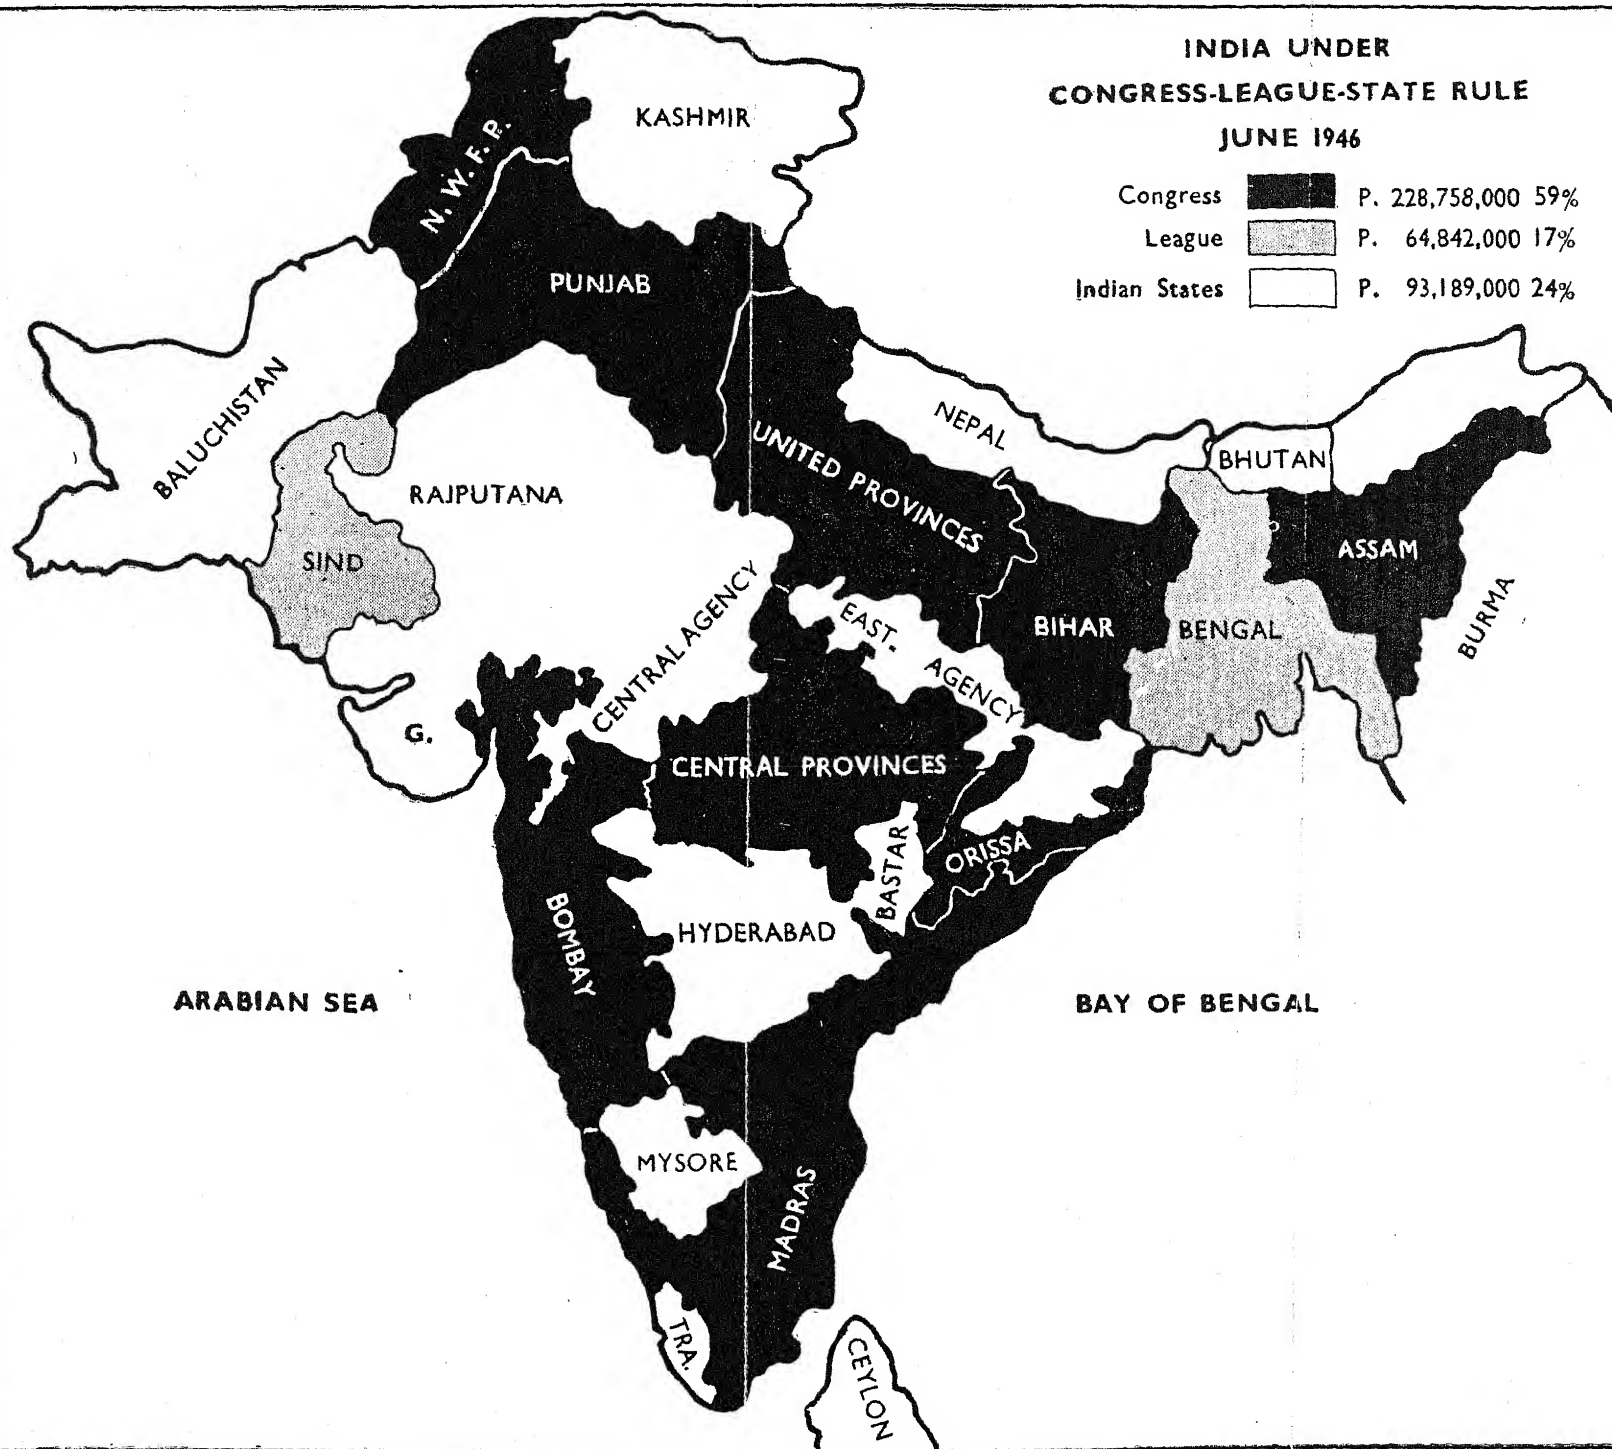 INDIA UNDER
CONGRESS-LEAGUE-STATE RULE
JUNE 1946
Congress P. 228,758,000 59%
League P. 64,842,000 17%
Indian States P. 93,189,000 24%
KASHMIR
N. W. F. P.
PUNJAB
BALUCHISTAN
RAJPUTANA
SIND
UNITED PROVINCES
NEPAL
BHUTAN
ASSAM
BURMA
BIHAR
BENGAL
CENTRAL AGENCY
EAST. AGENCY
G.
CENTRAL PROVINCES
BASTAR
ORISSA
BOMBAY
HYDERABAD
ARABIAN SEA
BAY OF BENGAL
MYSORE
MADRAS
TRA.
CEYLON